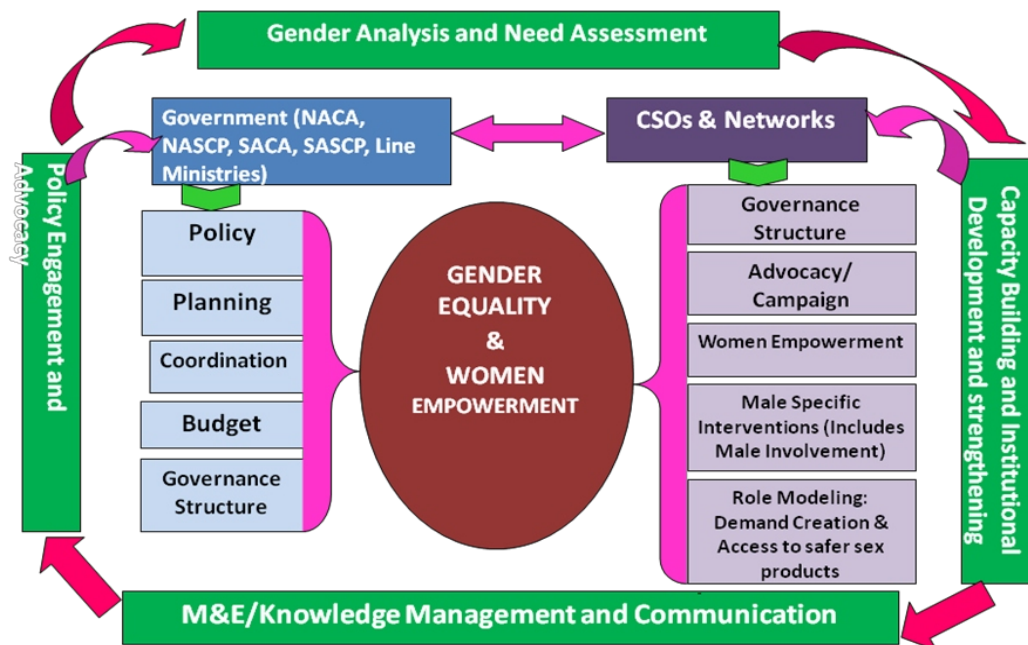 Gender Analysis and Need Assessment
Government (NACA,
NASCP, SACA, SASCP, Line
Ministries)
CSOs & Networks
Policy Engagement and
Advocacy
Policy
Planning
Coordination
Budget
Governance
Structure
GENDER
EQUALITY
&
WOMEN
EMPOWERMENT
Governance
Structure
Advocacy/
Campaign
Women Empowerment
Male Specific
Interventions (Includes
Male Involvement)
Role Modeling:
Demand Creation &
Access to safer sex
products
Capacity Building and Institutional
Development and strengthening
M&E/Knowledge Management and Communication